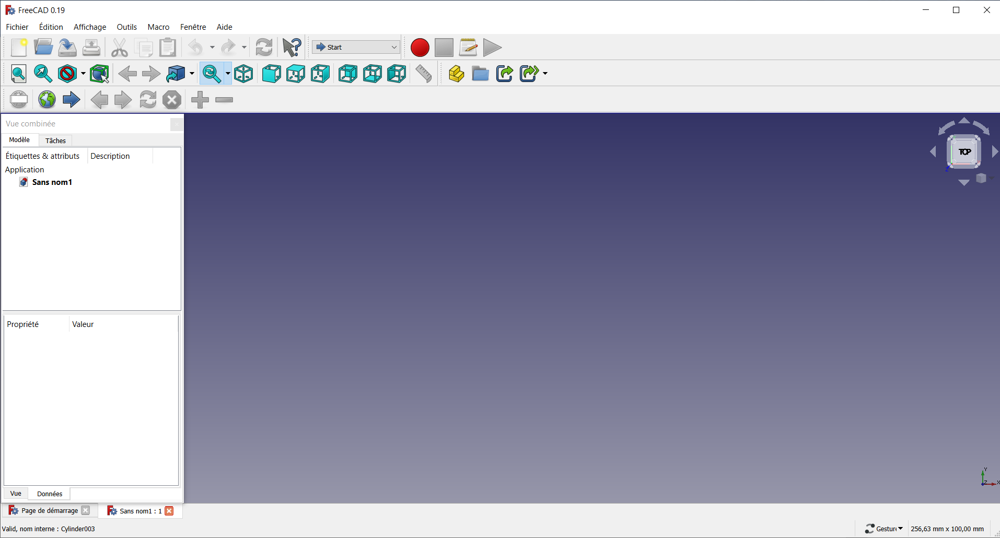 FreeCAD 0.19
Fichier Édition Affichage Outils Macro Fenêtre Aide
Start
Vue combinée
Modèle Tâches
Étiquettes & attributs Description
Application
Sans nom1
TOP
Z
Propriété Valeur
Y
Z X
Vue Données
Page de démarrage Sans nom1 : 1
Valid, nom interne : Cylinder003 Gesture 256,63 mm x 100,00 mm